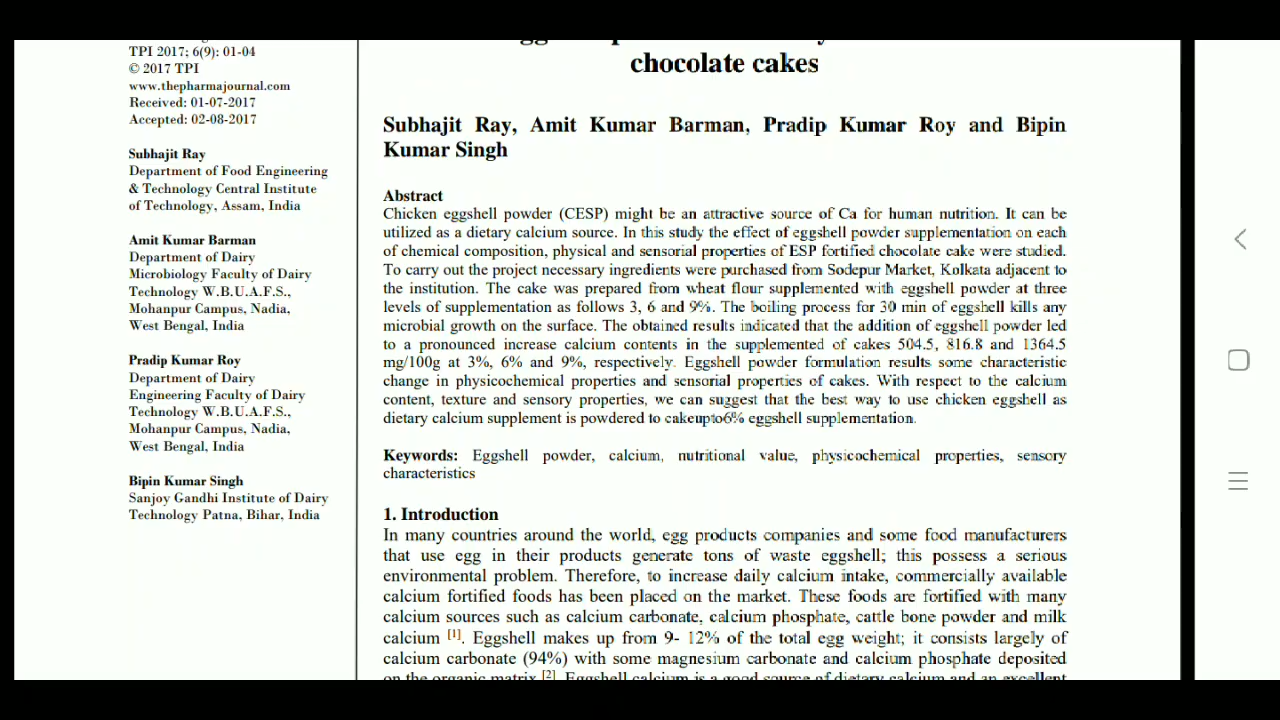 TPI 2017; 6(9): 01-04
© 2017 TPI
www.thepharmajournal.com
Received: 01-07-2017
Accepted: 02-08-2017
Subhajit Ray
Department of Food Engineering
& Technology Central Institute
of Technology, Assam, India
Amit Kumar Barman
Department of Dairy
Microbiology Faculty of Dairy
Technology W.B.U.A.F.S.,
Mohanpur Campus, Nadia,
West Bengal, India
Pradip Kumar Roy
Department of Dairy
Engineering Faculty of Dairy
Technology W.B.U.A.F.S.,
Mohanpur Campus, Nadia,
West Bengal, India
Bipin Kumar Singh
Sanjoy Gandhi Institute of Dairy
Technology Patna, Bihar, India
chocolate cakes
Subhajit Ray, Amit Kumar Barman, Pradip Kumar Roy and Bipin
Kumar Singh
Abstract
Chicken eggshell powder (CESP) might be an attractive source of Ca for human nutrition. It can be
utilized as a dietary calcium source. In this study the effect of eggshell powder supplementation on each
of chemical composition, physical and sensorial properties of ESP fortified chocolate cake were studied.
To carry out the project necessary ingredients were purchased from Sodepur Market, Kolkata adjacent to
the institution. The cake was prepared from wheat flour supplemented with eggshell powder at three
levels of supplementation as follows 3, 6 and 9%. The boiling process for 30 min of eggshell kills any
microbial growth on the surface. The obtained results indicated that the addition of eggshell powder led
to a pronounced increase calcium contents in the supplemented of cakes 504.5, 816.8 and 1364.5
mg/100g at 3%, 6% and 9%, respectively. Eggshell powder formulation results some characteristic
change in physicochemical properties and sensorial properties of cakes. With respect to the calcium
content, texture and sensory properties, we can suggest that the best way to use chicken eggshell as
dietary calcium supplement is powdered to cakeupto6% eggshell supplementation.
Keywords: Eggshell powder, calcium, nutritional value, physicochemical properties, sensory
characteristics
1. Introduction
In many countries around the world, egg products companies and some food manufacturers
that use egg in their products generate tons of waste eggshell; this possess a serious
environmental problem. Therefore, to increase daily calcium intake, commercially available
calcium fortified foods has been placed on the market. These foods are fortified with many
calcium sources such as calcium carbonate, calcium phosphate, cattle bone powder and milk
calcium [1]. Eggshell makes up from 9- 12% of the total egg weight; it consists largely of
calcium carbonate (94%) with some magnesium carbonate and calcium phosphate deposited
on the organic matrix [2]. Eggshell calcium is a good source of dietary calcium and an excellent